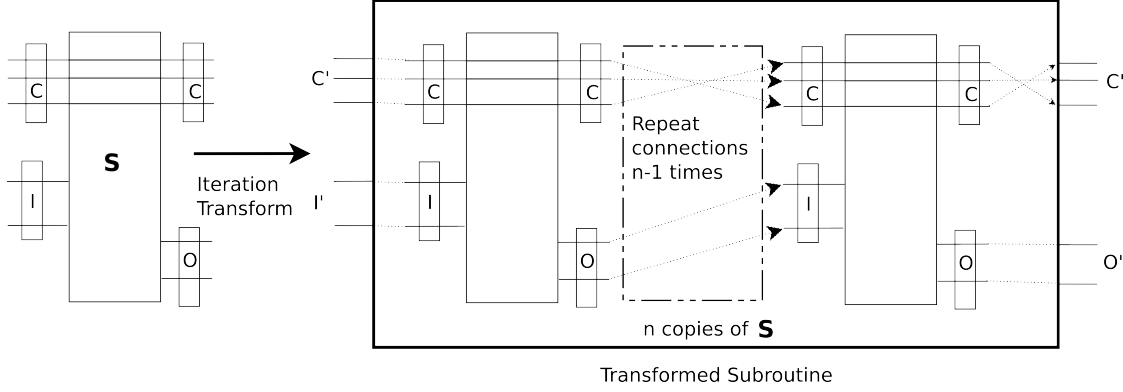 C
C
S
I
O
Iteration
Transform
C'
I'
C
C
I
O
Repeat
connections
n-1 times
C
C
I
O
C'
O'
n copies of S
Transformed Subroutine